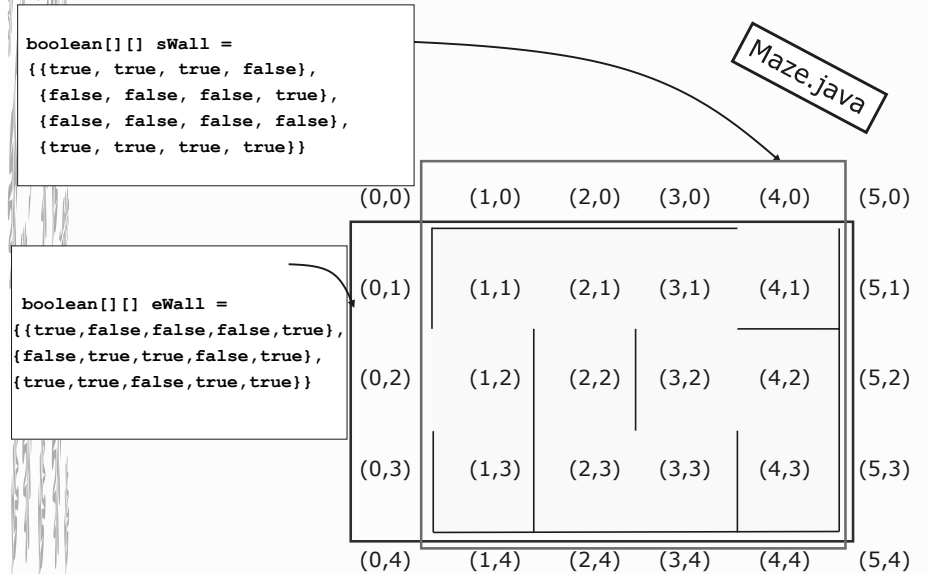 boolean[][] sWall =
{{true, true, true, false},
{false, false, false, true},
{false, false, false, false},
{true, true, true, true}}
Maze.java
(0,0) (1,0) (2,0) (3,0) (4,0) (5,0)
boolean[][] eWall =
{{true,false,false,false,true},
{false,true,true,false,true},
{true,true,false,true,true}}
(0,1) (1,1) (2,1) (3,1) (4,1) (5,1)
(0,2) (1,2) (2,2) (3,2) (4,2) (5,2)
(0,3) (1,3) (2,3) (3,3) (4,3) (5,3)
(0,4) (1,4) (2,4) (3,4) (4,4) (5,4)